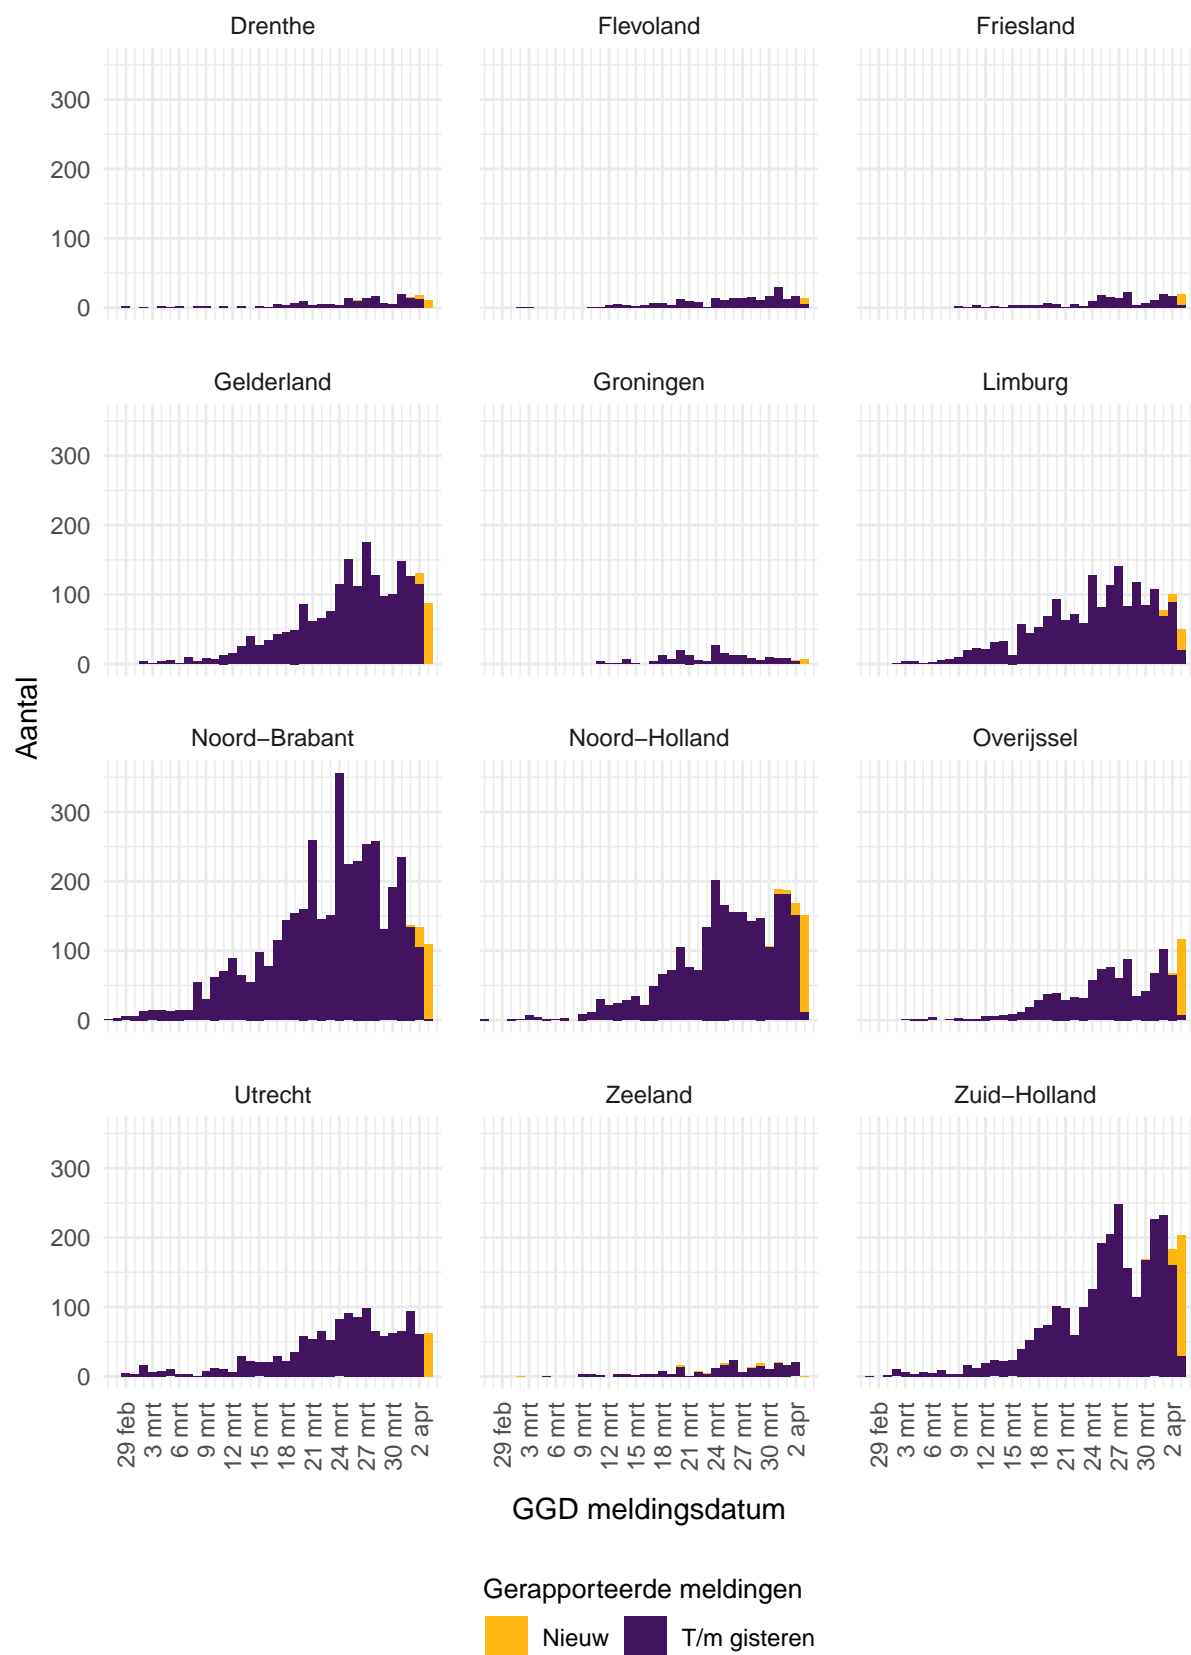 Drenthe Flevoland Friesland
300
200
100
0
Gelderland Groningen Limburg
300
200
100
0
Aantal
Noord−Brabant Noord−Holland Overijssel
300
200
100
0
Utrecht Zeeland Zuid−Holland
300
200
100
0
29 feb 3 mrt 6 mrt 9 mrt 12 mrt 15 mrt 18 mrt 21 mrt 24 mrt 27 mrt 30 mrt 2 apr 29 feb 3 mrt 6 mrt 9 mrt 12 mrt 15 mrt 18 mrt 21 mrt 24 mrt 27 mrt 30 mrt 2 apr 29 feb 3 mrt 6 mrt 9 mrt 12 mrt 15 mrt 18 mrt 21 mrt 24 mrt 27 mrt 30 mrt 2 apr
GGD meldingsdatum
Gerapporteerde meldingen
Nieuw T/m gisteren